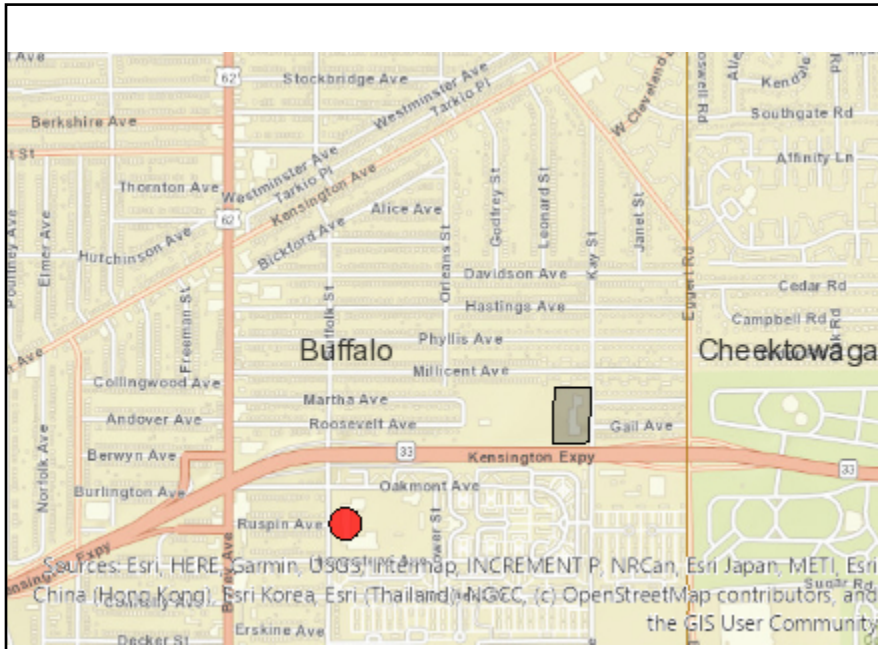 t Ave
62
Stockbridge Ave
Westminster Ave
Tarkio Pl
W Cleveland
Kendale
Rd
Southgate Rd
Berkshire Ave
t St
Affinity Ln
Thornton Ave
Westminster Ave
Tarkio Pl
Kensington Ave
62
Alice Ave
Godfrey St
Leonard St
Janet St
Hutchinson Ave
Bickford Ave
Elmer Ave
Orleans St
Kay St
Eggert Rd
Davidson Ave
Cedar Rd
Hastings Ave
Campbell Rd
Freeman St
ffolk St
Phyllis Ave
n Ave
Buffalo
Cheektowaga
Millicent Ave
Collingwood Ave
Martha Ave
Andover Ave
Roosevelt Ave
Gail Ave
Norfolk Ave
Berwyn Ave
33
Kensington Expy
33
Burlington Ave
Oakmont Ave
Ruspin Ave
Sources: Esri, HERE, Garmin, USGS, Intermap, INCREMENT P, NRCan, Esri Japan, METI, Esri
China (Hong Kong), Esri Korea, Esri (Thailand), NGCC, (c) OpenStreetMap contributors, and
the GIS User Community
Sugar Rd
Erskine Ave
Decker St